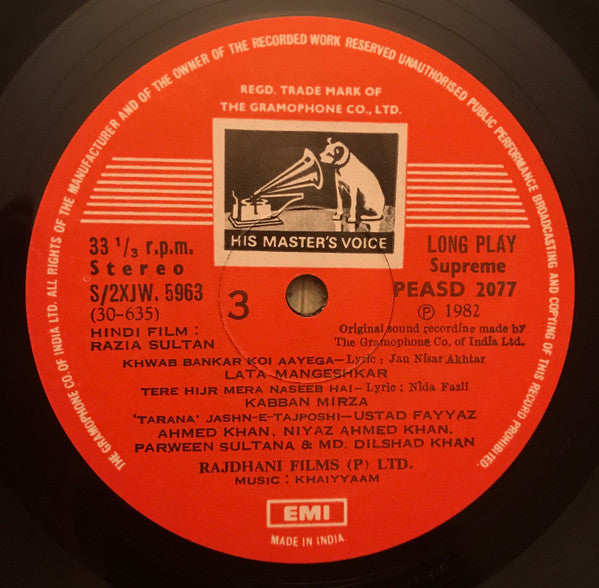 THE GRAMOPHONE CO. OF INDIA LTD. ALL RIGHTS OF THE MANUFACTURER AND OF THE OWNER OF THE RECORDED WORK RESERVED UNAUTHORISED PUBLIC PERFORMANCE BROADCASTING AND COPYING OF THIS RECORD PROHIBITED.
REGD. TRADE MARK OF
THE GRAMOPHONE CO., LTD.
HIS MASTER'S VOICE
33 1/3 r.p.m.
Stereo
S/2XJW. 5963
(30-635)
3
LONG PLAY
Supreme
PEASD 2077
℗ 1982
Original sound recording made by
The Gramophone Co, of India Ltd.
HINDI FILM :
RAZIA SULTAN
KHWAB BANKAR KOI AAYEGA—Lyric: Jan Nisar Akhtar
LATA MANGESHKAR
TERE HIJR MERA NASEEB HAI—Lyric : Nida Fazli
KABBAN MIRZA
'TARANA' JASHN-E-TAJPOSHI—USTAD FAYYAZ
AHMED KHAN, NIYAZ AHMED KHAN,
PARWEEN SULTANA & MD. DILSHAD KHAN
RAJDHANI FILMS (P) LTD.
MUSIC : KHAIYYAAM
EMI
MADE IN INDIA.